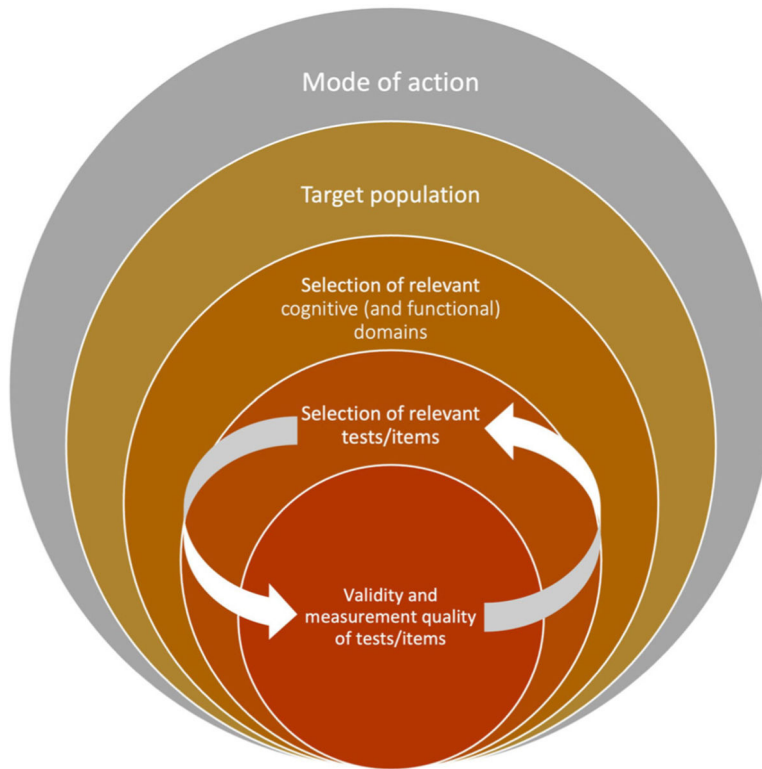 Mode of action
Target population
Selection of relevant
cognitive (and functional)
domains
Selection of relevant
tests/items
Validity and
measurement quality
of tests/items